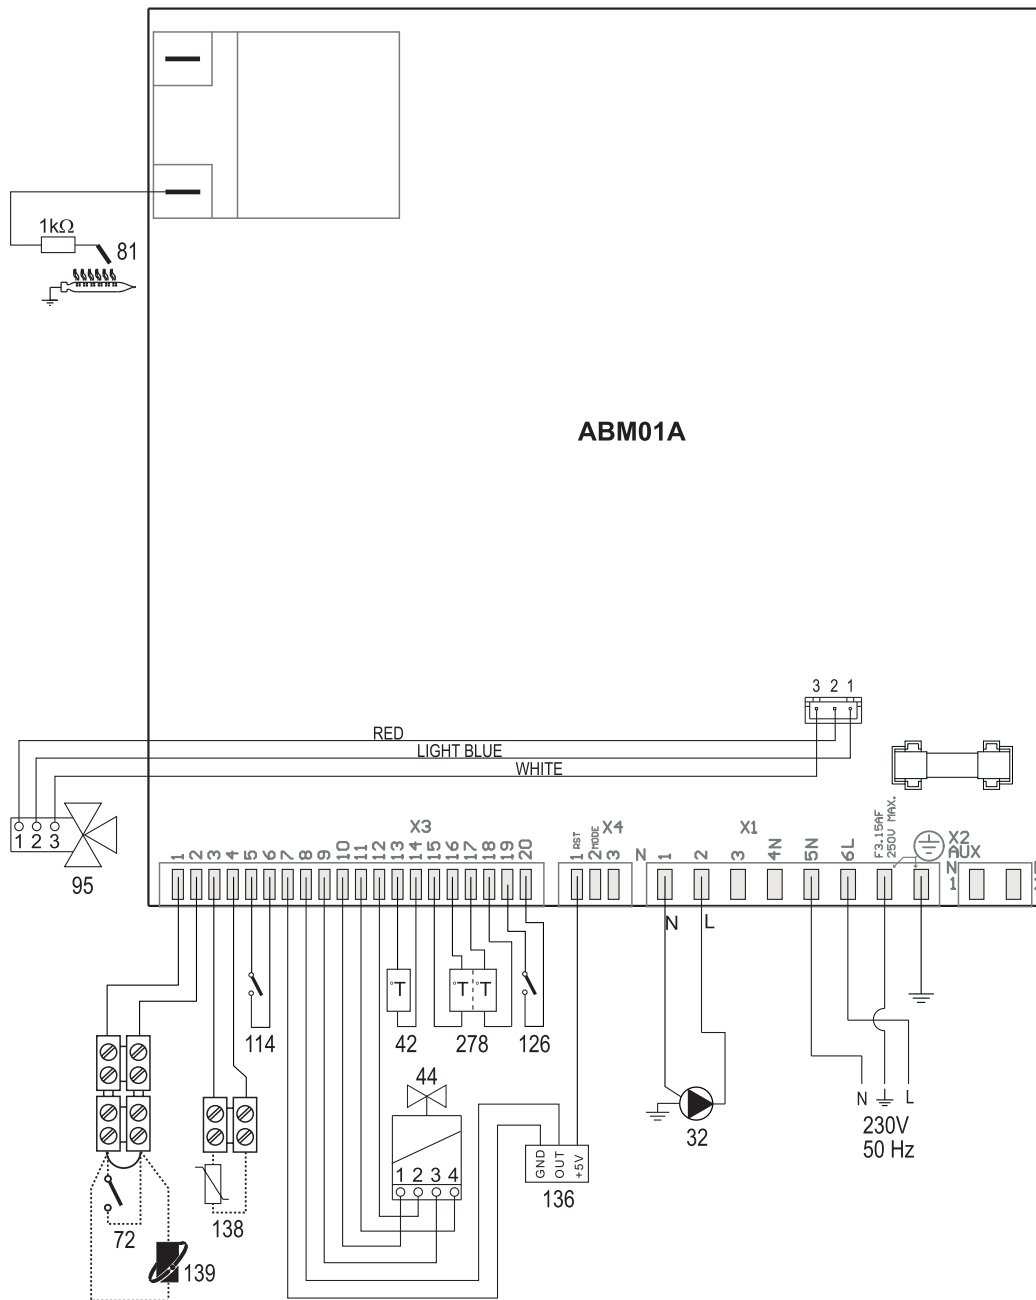 1kΩ
81
ABM01A
3 2 1
RED
LIGHT BLUE
WHITE
1 2 3
95
X3
1 2 3 4 5 6 7 8 9 10 11 12 13 14 15 16 17 18 19 20
X4
1 RST
2 MODE
3
X1
N 1 2 3 4N 5N 6L
F3.15AF
250V MAX.
X2
AUX
N
1
N
L
114
°T
42
°T °T
278
126
44
1 2 3 4
GND
OUT
+5V
136
32
N L
230V
50 Hz
72
138
139